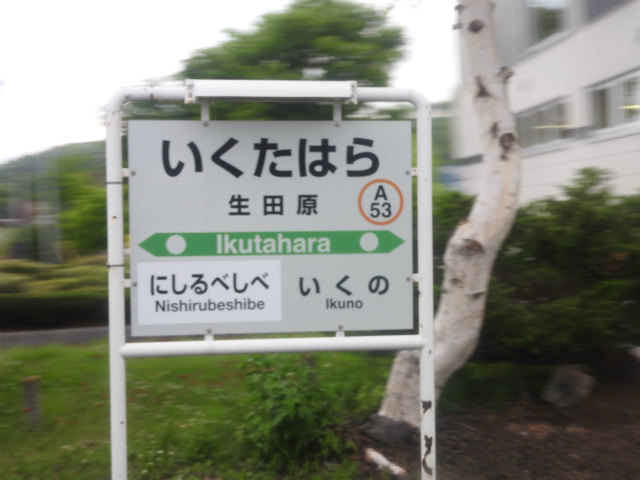 いくたはら
生田原
A
53
Ikutahara
にしるべしべ
Nishirubeshibe
いくの
Ikuno